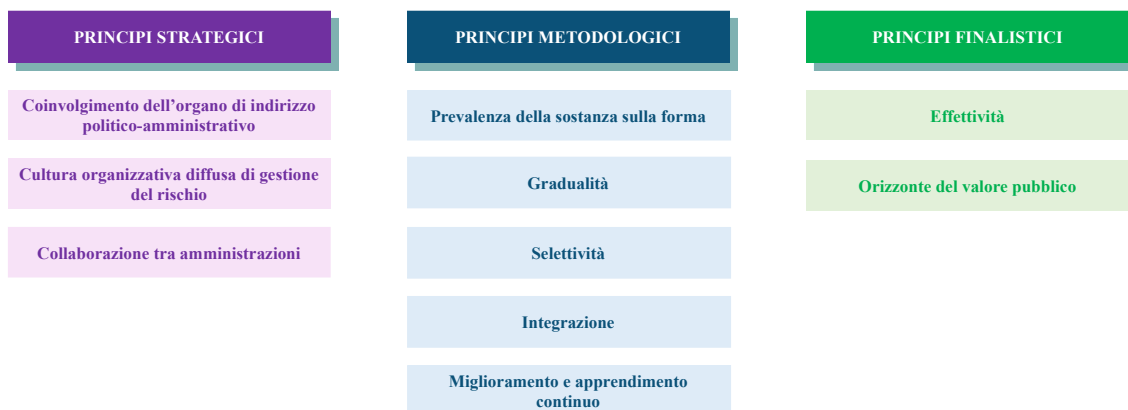 PRINCIPI STRATEGICI
Coinvolgimento dell’organo di indirizzo
politico-amministrativo
Cultura organizzativa diffusa di gestione
del rischio
Collaborazione tra amministrazioni
PRINCIPI METODOLOGICI
Prevalenza della sostanza sulla forma
Gradualità
Selettività
Integrazione
Miglioramento e apprendimento
continuo
PRINCIPI FINALISTICI
Effettività
Orizzonte del valore pubblico